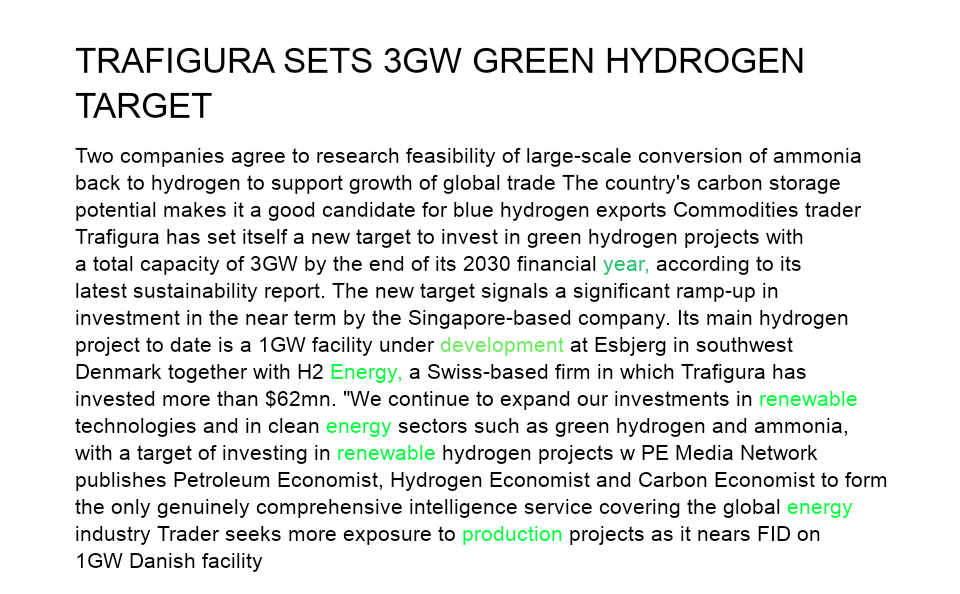 TRAFIGURA SETS 3GW GREEN HYDROGEN
TARGET
Two companies agree to research feasibility of large-scale conversion of ammonia
back to hydrogen to support growth of global trade The country's carbon storage
potential makes it a good candidate for blue hydrogen exports Commodities trader
Trafigura has set itself a new target to invest in green hydrogen projects with
a total capacity of 3GW by the end of its 2030 financial year, according to its
latest sustainability report. The new target signals a significant ramp-up in
investment in the near term by the Singapore-based company. Its main hydrogen
project to date is a 1GW facility under development at Esbjerg in southwest
Denmark together with H2 Energy, a Swiss-based firm in which Trafigura has
invested more than $62mn. "We continue to expand our investments in renewable
technologies and in clean energy sectors such as green hydrogen and ammonia,
with a target of investing in renewable hydrogen projects w PE Media Network
publishes Petroleum Economist, Hydrogen Economist and Carbon Economist to form
the only genuinely comprehensive intelligence service covering the global energy
industry Trader seeks more exposure to production projects as it nears FID on
1GW Danish facility